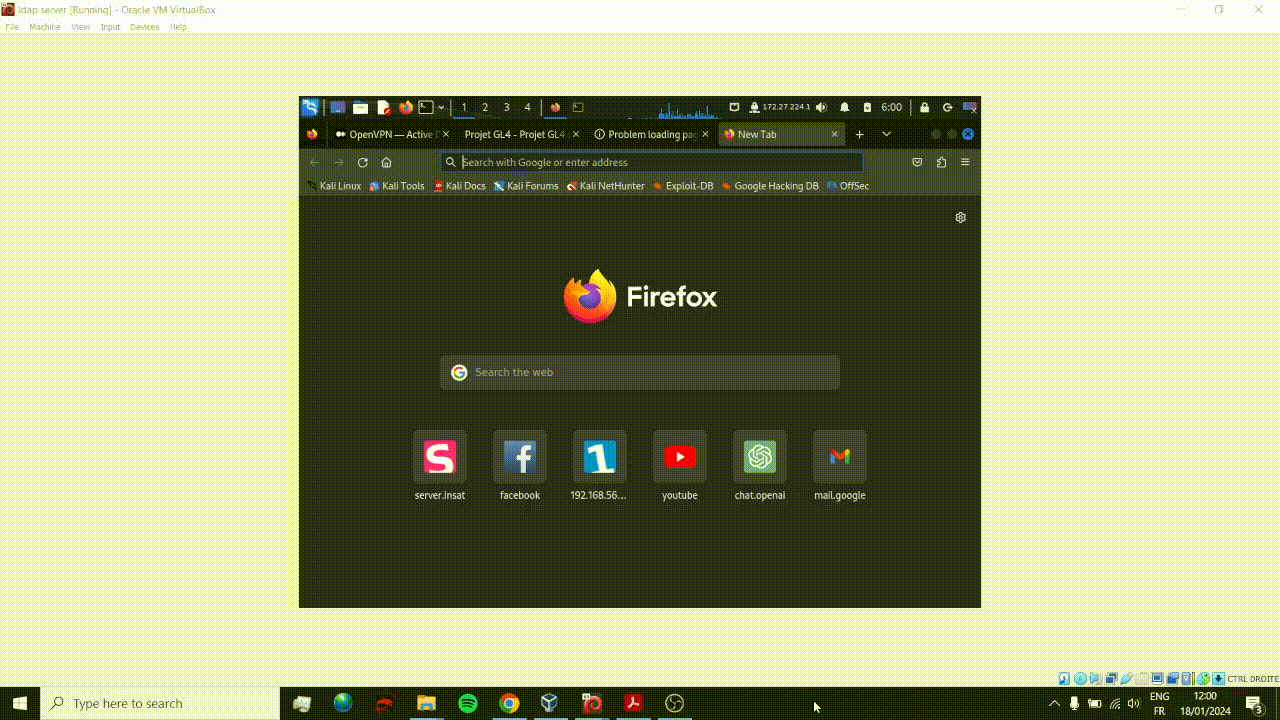 ldap server [Running] - Oracle VM VirtualBox
File Machine View Input Devices Help
1 2 3 4 172.27.224.1 6:00
OpenVPN — Active Projet GL4 - Projet GL4 Problem loading pag New Tab
Search with Google or enter address
Kali Linux Kali Tools Kali Docs Kali Forums Kali NetHunter Exploit-DB Google Hacking DB OffSec
Firefox
Search the web
server.insat facebook 192.168.56... youtube chat.openai mail.google
CTRL DROITE
Type here to search
ENG 12:00
FR 18/01/2024 3